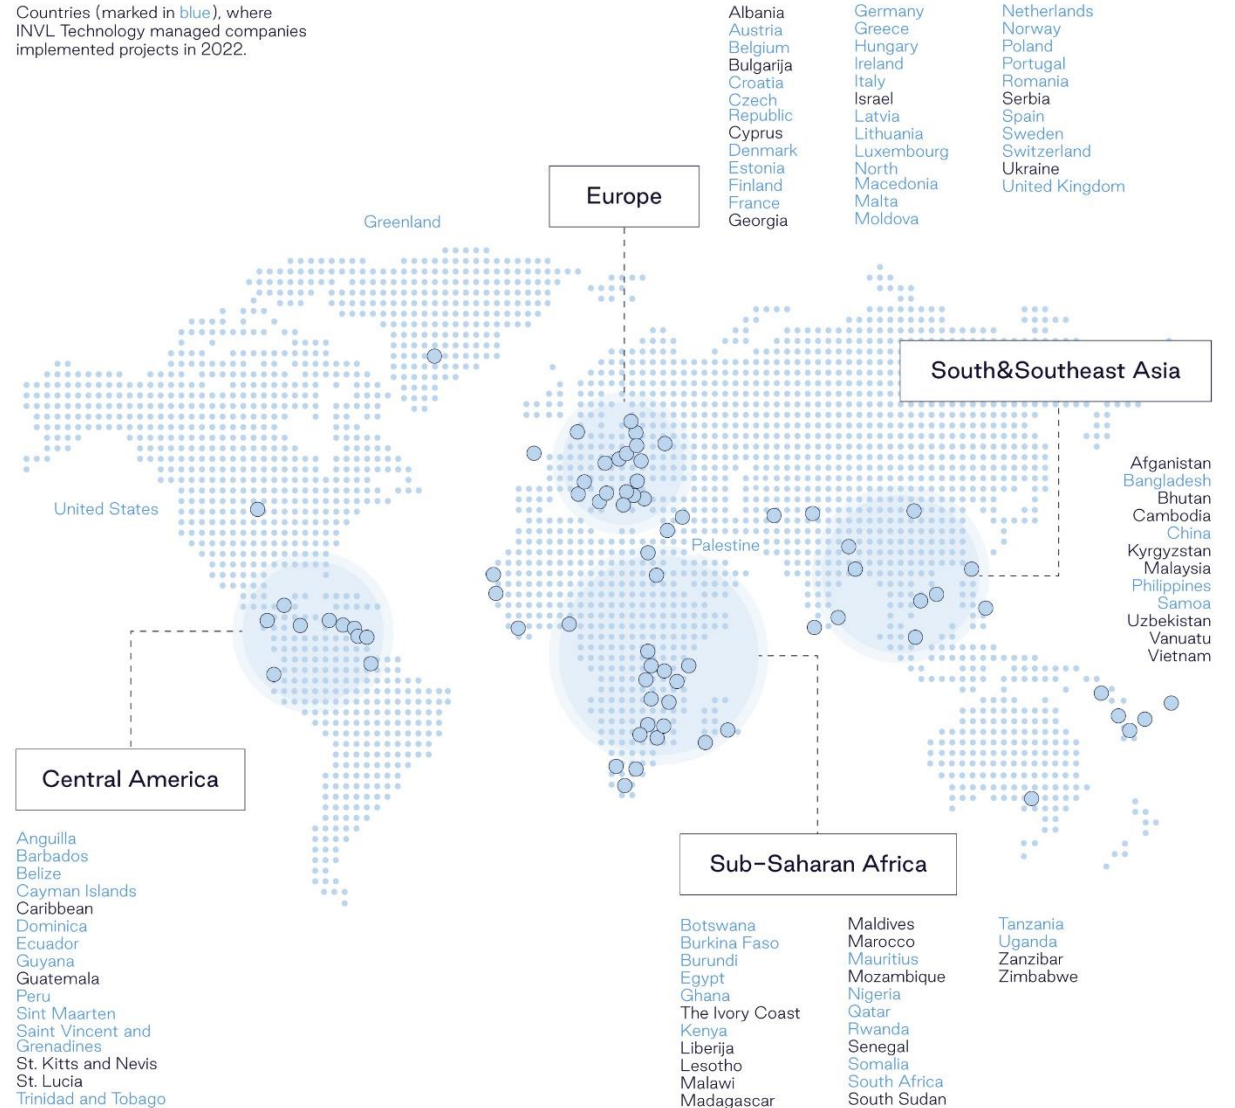 Countries (marked in blue), where
INVL Technology managed companies
implemented projects in 2022.
Albania
Austria
Belgium
Bulgarija
Croatia
Czech
Republic
Cyprus
Denmark
Estonia
Finland
France
Georgia
Germany
Greece
Hungary
Ireland
Italy
Israel
Latvia
Lithuania
Luxembourg
North
Macedonia
Malta
Moldova
Netherlands
Norway
Poland
Portugal
Romania
Serbia
Spain
Sweden
Switzerland
Ukraine
United Kingdom
Europe
Greenland
South&Southeast Asia
Afganistan
Bangladesh
Bhutan
Cambodia
China
Kyrgyzstan
Malaysia
Philippines
Samoa
Uzbekistan
Vanuatu
Vietnam
United States
Palestine
Central America
Anguilla
Barbados
Belize
Cayman Islands
Caribbean
Dominica
Ecuador
Guyana
Guatemala
Peru
Sint Maarten
Saint Vincent and
Grenadines
St. Kitts and Nevis
St. Lucia
Trinidad and Tobago
Sub-Saharan Africa
Botswana
Burkina Faso
Burundi
Egypt
Ghana
The Ivory Coast
Kenya
Liberija
Lesotho
Malawi
Madagascar
Maldives
Marocco
Mauritius
Mozambique
Nigeria
Qatar
Rwanda
Senegal
Somalia
South Africa
South Sudan
Tanzania
Uganda
Zanzibar
Zimbabwe